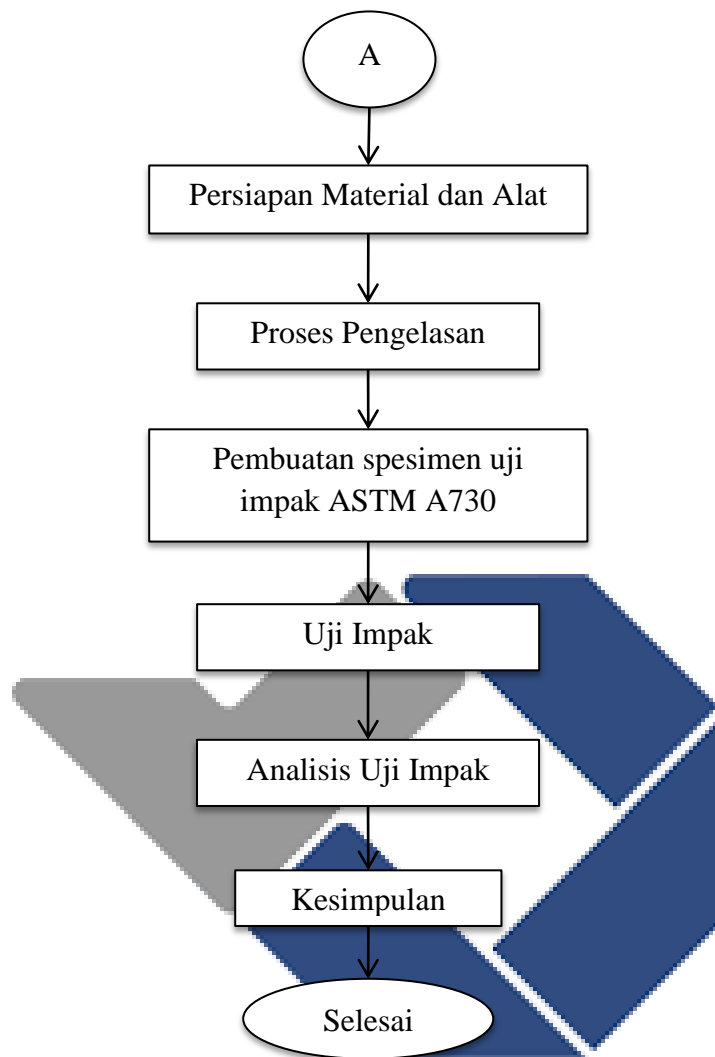 A
Persiapan Material dan Alat
Proses Pengelasan
Pembuatan spesimen uji
impak ASTM A730
Uji Impak
Analisis Uji Impak
Kesimpulan
Selesai